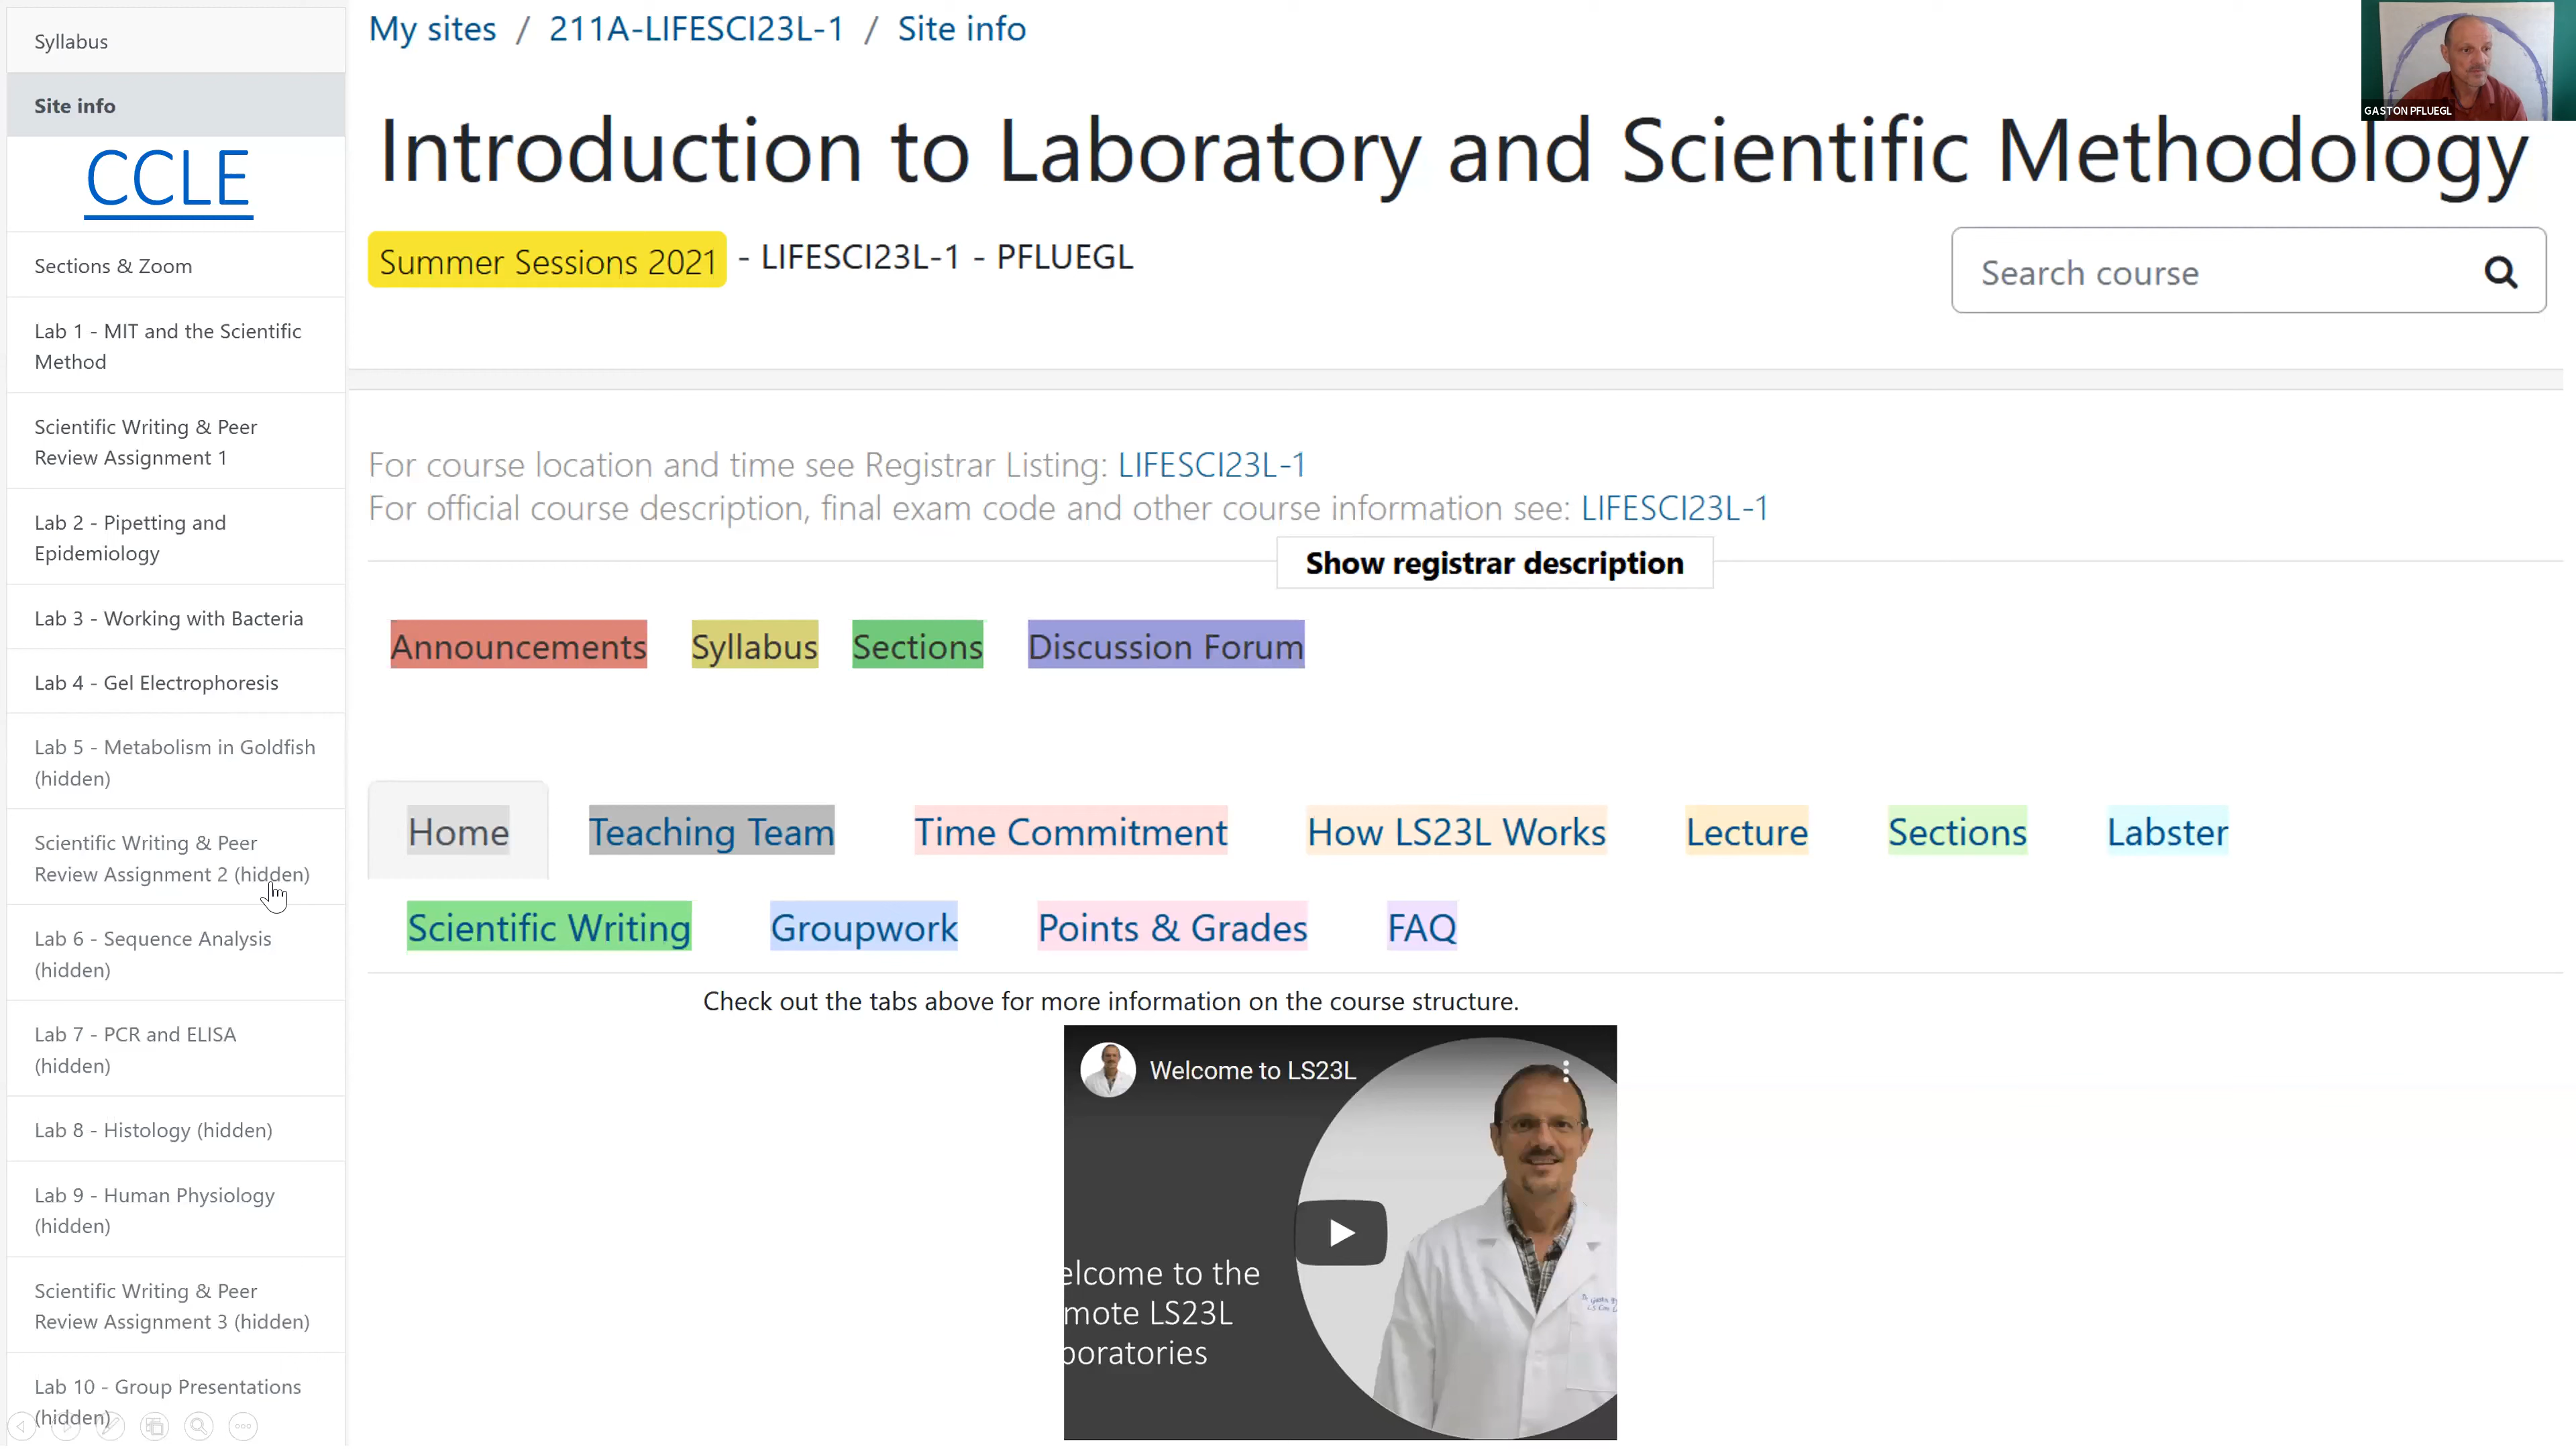 Syllabus
Site info
CCLE
Sections & Zoom
Lab 1 - MIT and the Scientific
Method
Scientific Writing & Peer
Review Assignment 1
Lab 2 - Pipetting and
Epidemiology
Lab 3 - Working with Bacteria
Lab 4 - Gel Electrophoresis
Lab 5 - Metabolism in Goldfish
(hidden)
Scientific Writing & Peer
Review Assignment 2 (hidden)
Lab 6 - Sequence Analysis
(hidden)
Lab 7 - PCR and ELISA
(hidden)
Lab 8 - Histology (hidden)
Lab 9 - Human Physiology
(hidden)
Scientific Writing & Peer
Review Assignment 3 (hidden)
Lab 10 - Group Presentations
(hidden)
My sites / 211A-LIFESCI23L-1 / Site info
GASTON PFLUEGL
Introduction to Laboratory and Scientific Methodology
Summer Sessions 2021 - LIFESCI23L-1 - PFLUEGL
Search course
For course location and time see Registrar Listing: LIFESCI23L-1
For official course description, final exam code and other course information see: LIFESCI23L-1
Show registrar description
Announcements Syllabus Sections Discussion Forum
Home Teaching Team Time Commitment How LS23L Works Lecture Sections Labster
Scientific Writing Groupwork Points & Grades FAQ
Check out the tabs above for more information on the course structure.
Welcome to LS23L
elcome to the
mote LS23L
boratories